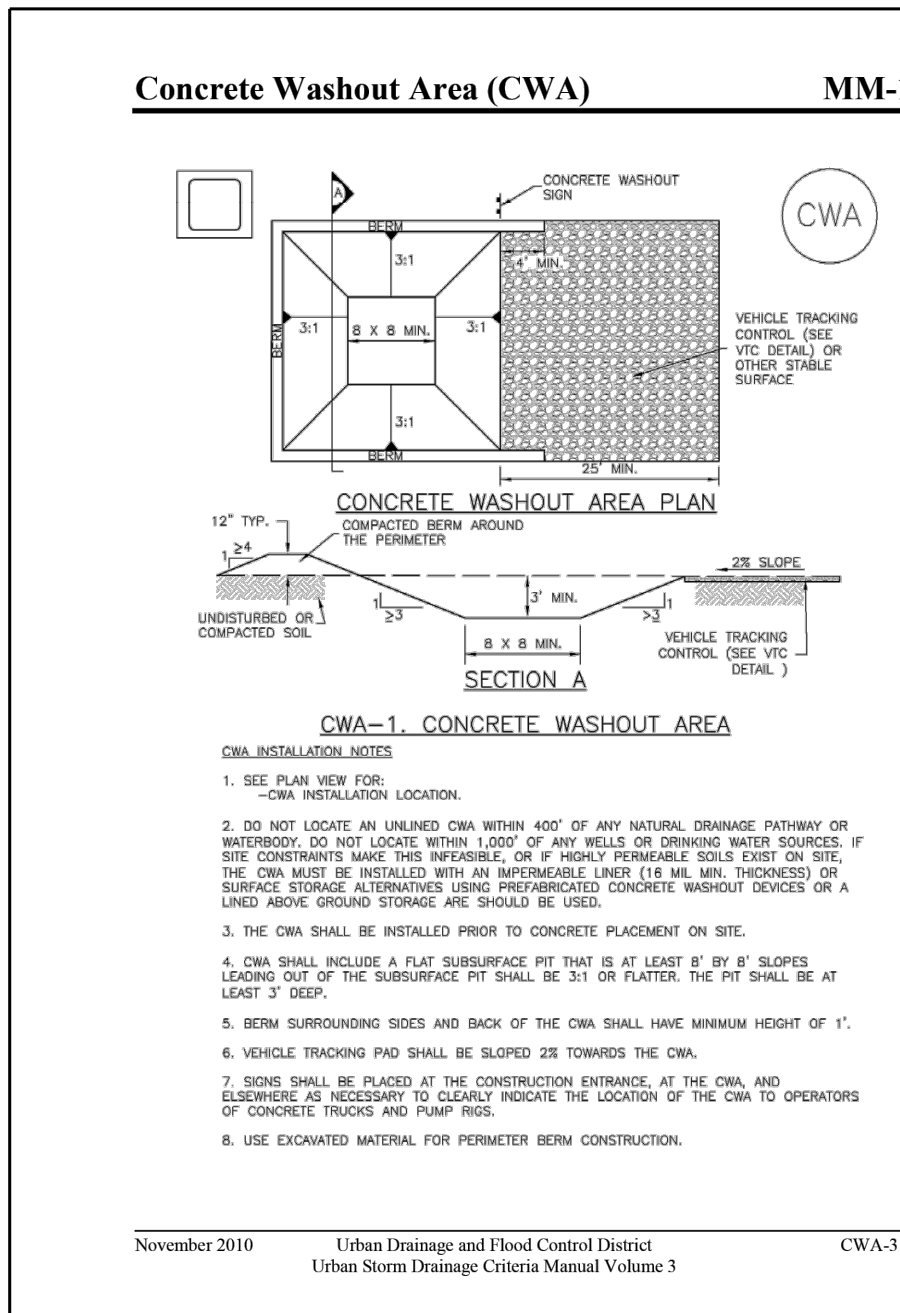 Concrete Washout Area (CWA) MM-1
A
CONCRETE WASHOUT
SIGN
CWA
BERM
3:1
4' MIN.
BERM
3:1
8 X 8 MIN.
3:1
VEHICLE TRACKING
CONTROL (SEE
VTC DETAIL) OR
OTHER STABLE
SURFACE
3:1
BERM
25' MIN.
CONCRETE WASHOUT AREA PLAN
12" TYP.
COMPACTED BERM AROUND
THE PERIMETER
1
≥4
2% SLOPE
3' MIN.
1
≥3
>3
1
UNDISTURBED OR
COMPACTED SOIL
8 X 8 MIN.
VEHICLE TRACKING
CONTROL (SEE VTC
DETAIL )
SECTION A
CWA-1. CONCRETE WASHOUT AREA
CWA INSTALLATION NOTES
1. SEE PLAN VIEW FOR:
-CWA INSTALLATION LOCATION.
2. DO NOT LOCATE AN UNLINED CWA WITHIN 400' OF ANY NATURAL DRAINAGE PATHWAY OR
WATERBODY. DO NOT LOCATE WITHIN 1,000' OF ANY WELLS OR DRINKING WATER SOURCES. IF
SITE CONSTRAINTS MAKE THIS INFEASIBLE, OR IF HIGHLY PERMEABLE SOILS EXIST ON SITE,
THE CWA MUST BE INSTALLED WITH AN IMPERMEABLE LINER (16 MIL MIN. THICKNESS) OR
SURFACE STORAGE ALTERNATIVES USING PREFABRICATED CONCRETE WASHOUT DEVICES OR A
LINED ABOVE GROUND STORAGE ARE SHOULD BE USED.
3. THE CWA SHALL BE INSTALLED PRIOR TO CONCRETE PLACEMENT ON SITE.
4. CWA SHALL INCLUDE A FLAT SUBSURFACE PIT THAT IS AT LEAST 8' BY 8' SLOPES
LEADING OUT OF THE SUBSURFACE PIT SHALL BE 3:1 OR FLATTER. THE PIT SHALL BE AT
LEAST 3' DEEP.
5. BERM SURROUNDING SIDES AND BACK OF THE CWA SHALL HAVE MINIMUM HEIGHT OF 1'.
6. VEHICLE TRACKING PAD SHALL BE SLOPED 2% TOWARDS THE CWA.
7. SIGNS SHALL BE PLACED AT THE CONSTRUCTION ENTRANCE, AT THE CWA, AND
ELSEWHERE AS NECESSARY TO CLEARLY INDICATE THE LOCATION OF THE CWA TO OPERATORS
OF CONCRETE TRUCKS AND PUMP RIGS.
8. USE EXCAVATED MATERIAL FOR PERIMETER BERM CONSTRUCTION.
November 2010 Urban Drainage and Flood Control District CWA-3
Urban Storm Drainage Criteria Manual Volume 3